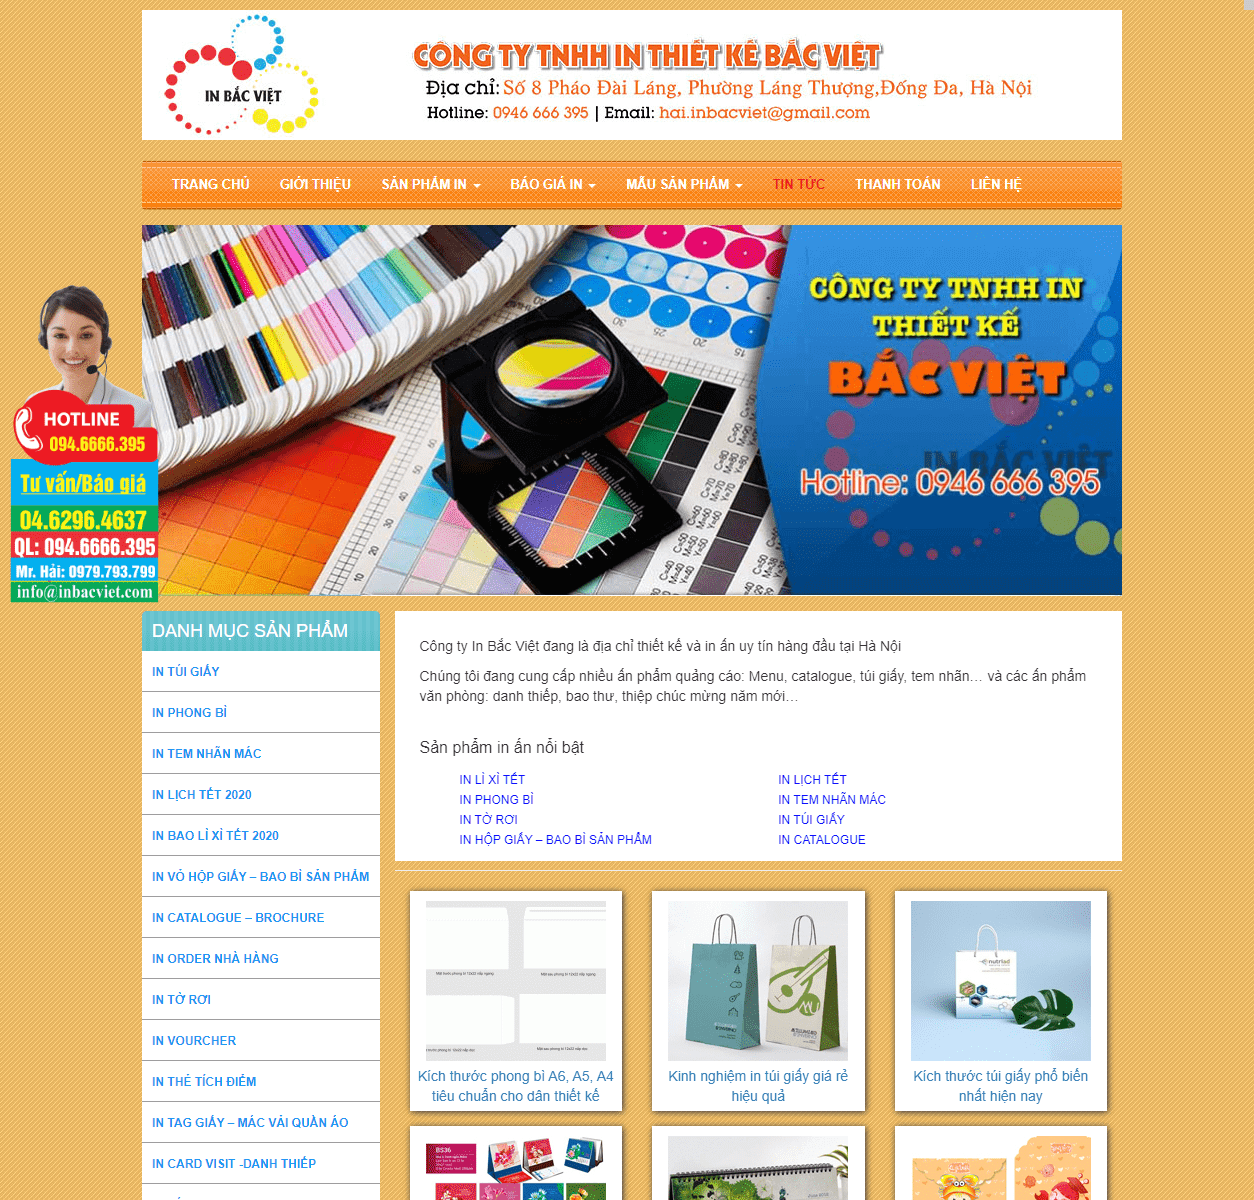 IN BẮC VIỆT
CÔNG TY TNHH IN THIẾT KẾ BẮC VIỆT
Địa chỉ: Số 8 Pháo Đài Láng, Phường Láng Thượng,Đống Đa, Hà Nội
Hotline: 0946 666 395 | Email: hai.inbacviet@gmail.com
TRANG CHỦ GIỚI THIỆU SẢN PHẨM IN BÁO GIÁ IN MẪU SẢN PHẨM TIN TỨC THANH TOÁN LIÊN HỆ
CÔNG TY TNHH IN
THIẾT KẾ
BẮC VIỆT
IN BẮC VIỆT
Hotline: 0946 666 395
HOTLINE
094.6666.395
Tư vấn/Báo giá
04.6296.4637
QL: 094.6666.395
Mr. Hải: 0979.793.799
info@inbacviet.com
DANH MỤC SẢN PHẨM
IN TÚI GIẤY
IN PHONG BÌ
IN TEM NHÃN MÁC
IN LỊCH TẾT 2020
IN BAO LÌ XÌ TẾT 2020
IN VỎ HỘP GIẤY – BAO BÌ SẢN PHẨM
IN CATALOGUE – BROCHURE
IN ORDER NHÀ HÀNG
IN TỜ RƠI
IN VOURCHER
IN THẺ TÍCH ĐIỂM
IN TAG GIẤY – MÁC VẢI QUẦN ÁO
IN CARD VISIT -DANH THIẾP
Công ty In Bắc Việt đang là địa chỉ thiết kế và in ấn uy tín hàng đầu tại Hà Nội
Chúng tôi đang cung cấp nhiều ấn phẩm quảng cáo: Menu, catalogue, túi giấy, tem nhãn… và các ấn phẩm
văn phòng: danh thiếp, bao thư, thiệp chúc mừng năm mới…
Sản phẩm in ấn nổi bật
IN LÌ XÌ TẾT
IN PHONG BÌ
IN TỜ RƠI
IN HỘP GIẤY – BAO BÌ SẢN PHẨM
IN LỊCH TẾT
IN TEM NHÃN MÁC
IN TÚI GIẤY
IN CATALOGUE
Kích thước phong bì A6, A5, A4
tiêu chuẩn cho dân thiết kế
Kinh nghiệm in túi giấy giá rẻ
hiệu quả
nutriad
Kích thước túi giấy phổ biến
nhất hiện nay
BS36